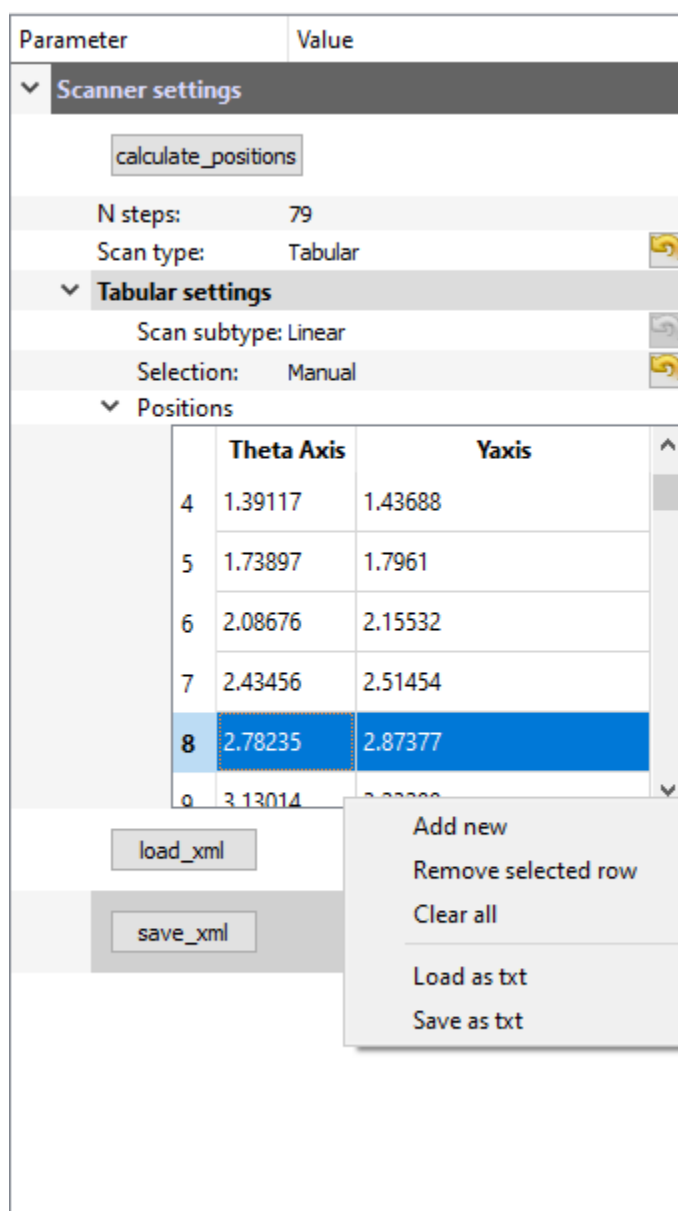 Parameter Value
Scanner settings
calculate_positions
N steps: 79
Scan type: Tabular
Tabular settings
Scan subtype: Linear
Selection: Manual
Positions
Theta Axis Yaxis
4 1.39117 1.43688
5 1.73897 1.7961
6 2.08676 2.15532
7 2.43456 2.51454
8 2.78235 2.87377
9 3.13014
Add new
load_xml
Remove selected row
Clear all
save_xml
Load as txt
Save as txt